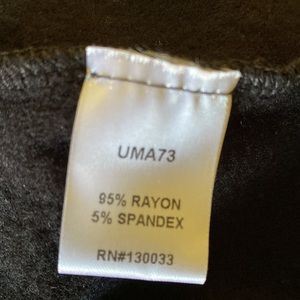 UMA73
95% RAYON
5% SPANDEX
RN#130033